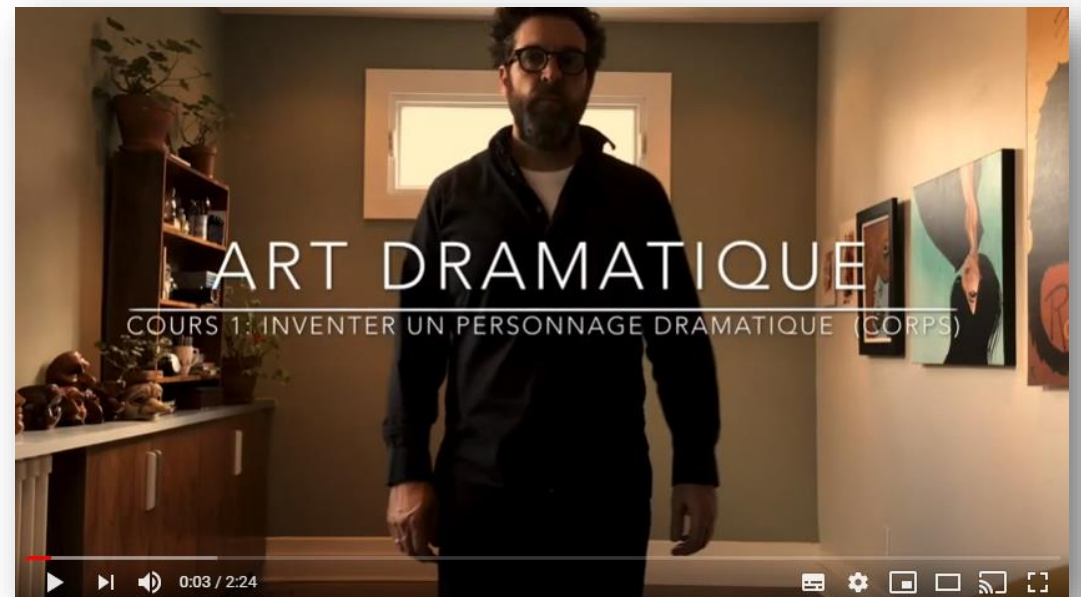 ART DRAMATIQUE
COURS 1: INVENTER UN PERSONNAGE DRAMATIQUE (CORPS)
0:03 / 2:24